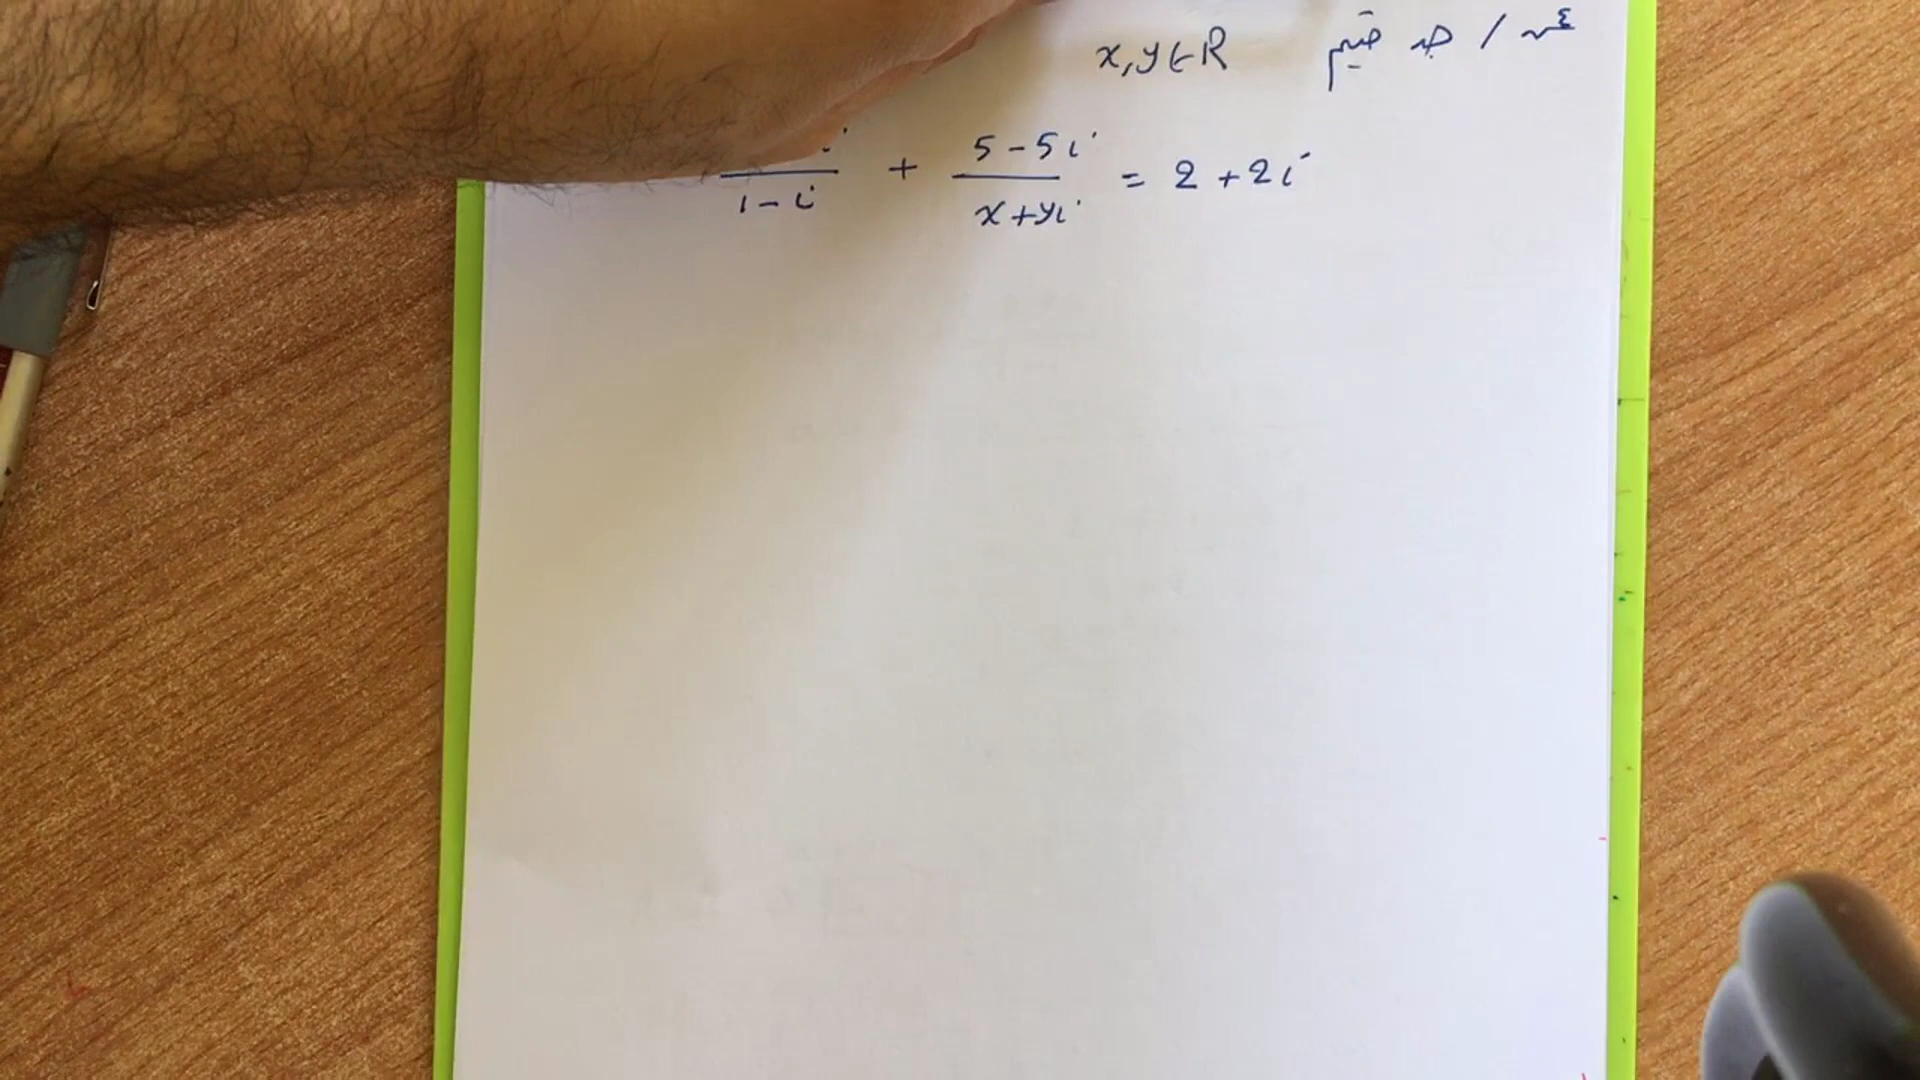 س٤ / جد قيم x,y∈R
i/(1-i) + (5-5i)/(x+yi) = 2+2i